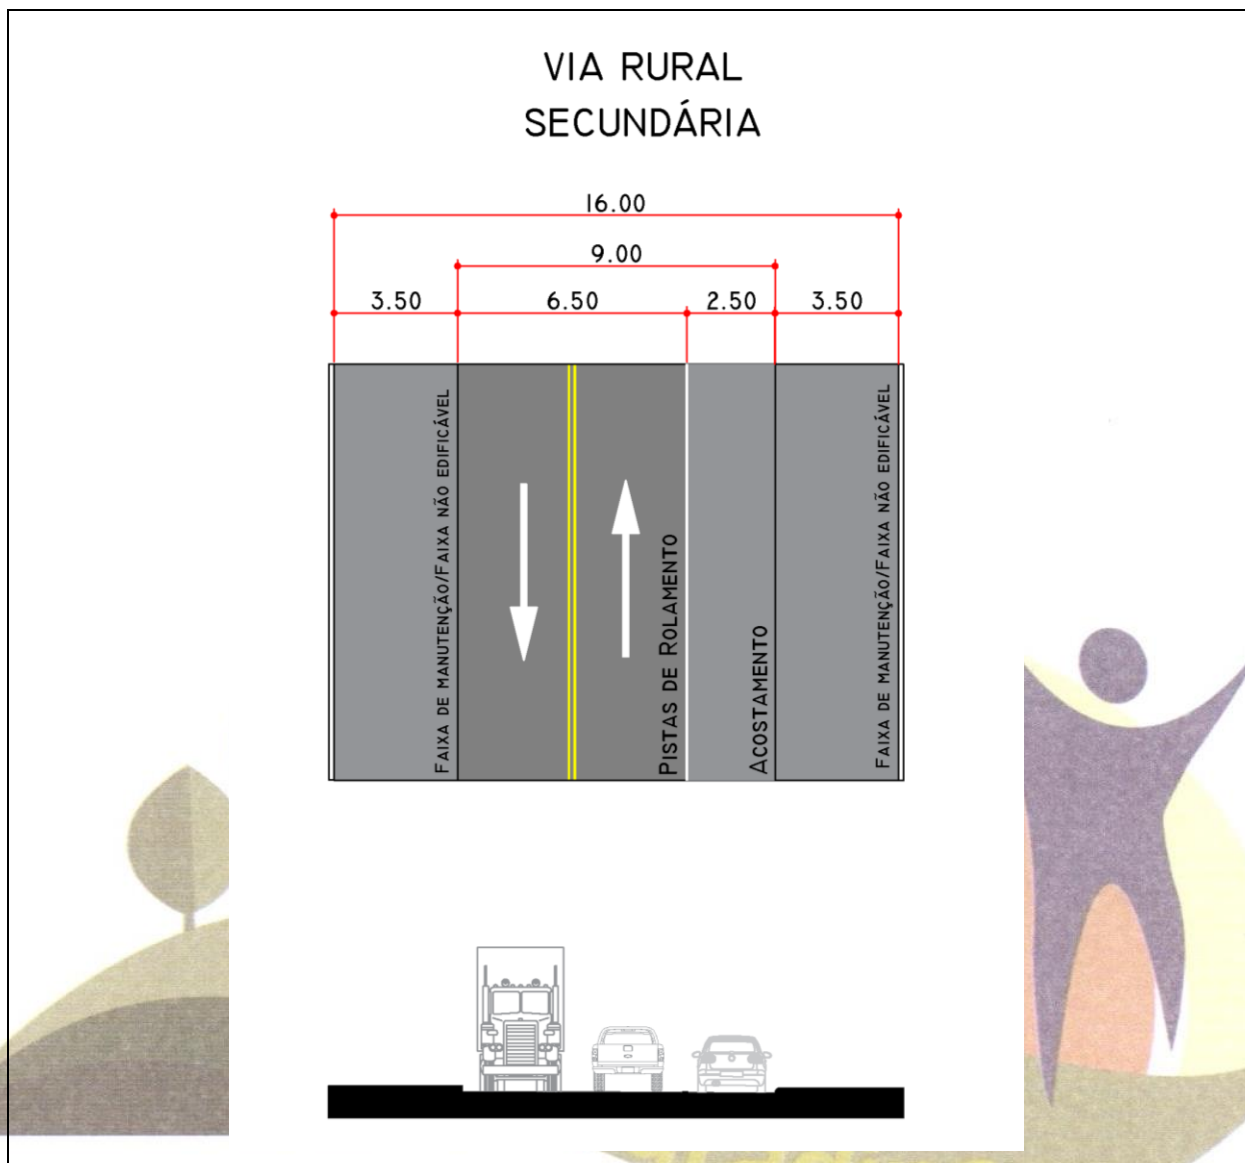 VIA RURAL
SECUNDÁRIA
16.00
9.00
3.50 6.50 2.50 3.50
FAIXA DE MANUTENÇÃO/FAIXA NÃO EDIFICÁVEL
PISTAS DE ROLAMENTO
ACOSTAMENTO
FAIXA DE MANUTENÇÃO/FAIXA NÃO EDIFICÁVEL